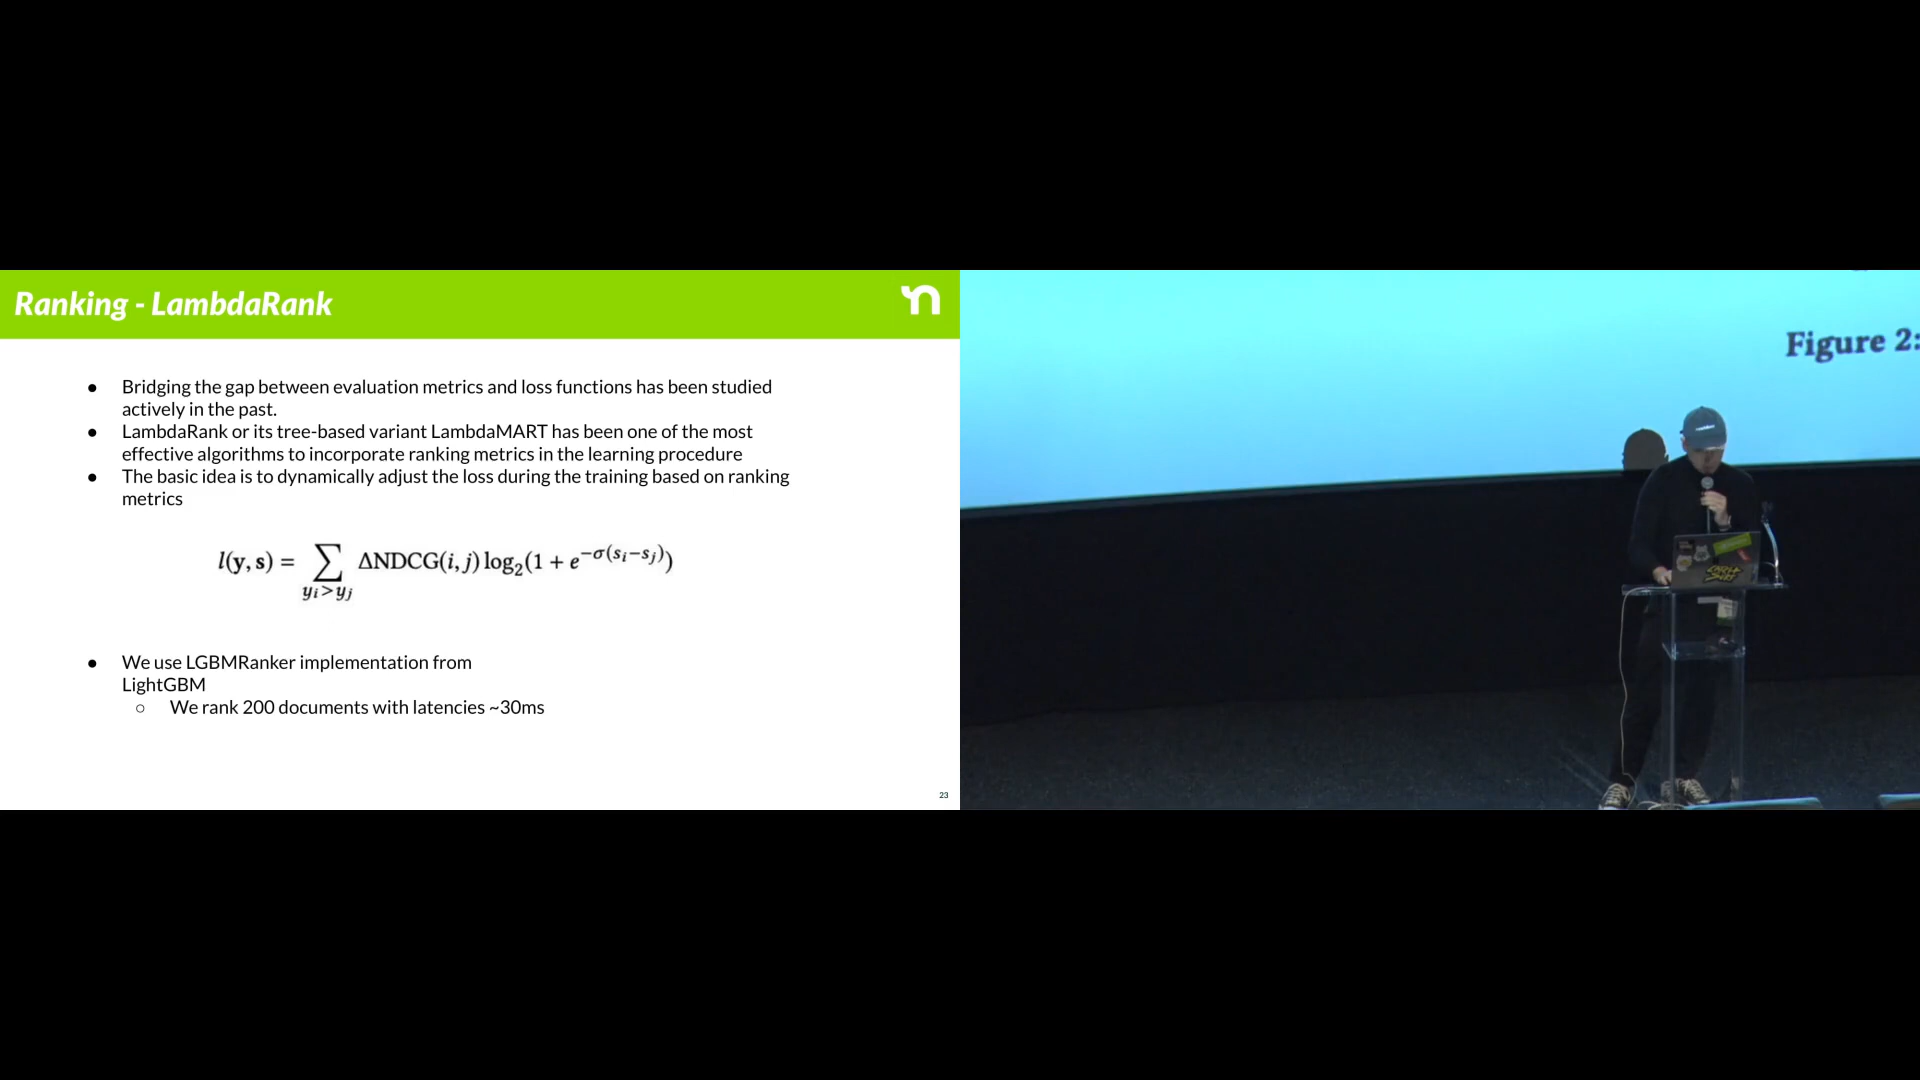 Ranking - LambdaRank
● Bridging the gap between evaluation metrics and loss functions has been studied
actively in the past.
● LambdaRank or its tree-based variant LambdaMART has been one of the most
effective algorithms to incorporate ranking metrics in the learning procedure
● The basic idea is to dynamically adjust the loss during the training based on ranking
metrics
l(y, s) = ∑_{y_i>y_j} ΔNDCG(i, j) log₂(1 + e^{−σ(s_i−s_j)})
● We use LGBMRanker implementation from
LightGBM
○ We rank 200 documents with latencies ~30ms
23
Figure 2: